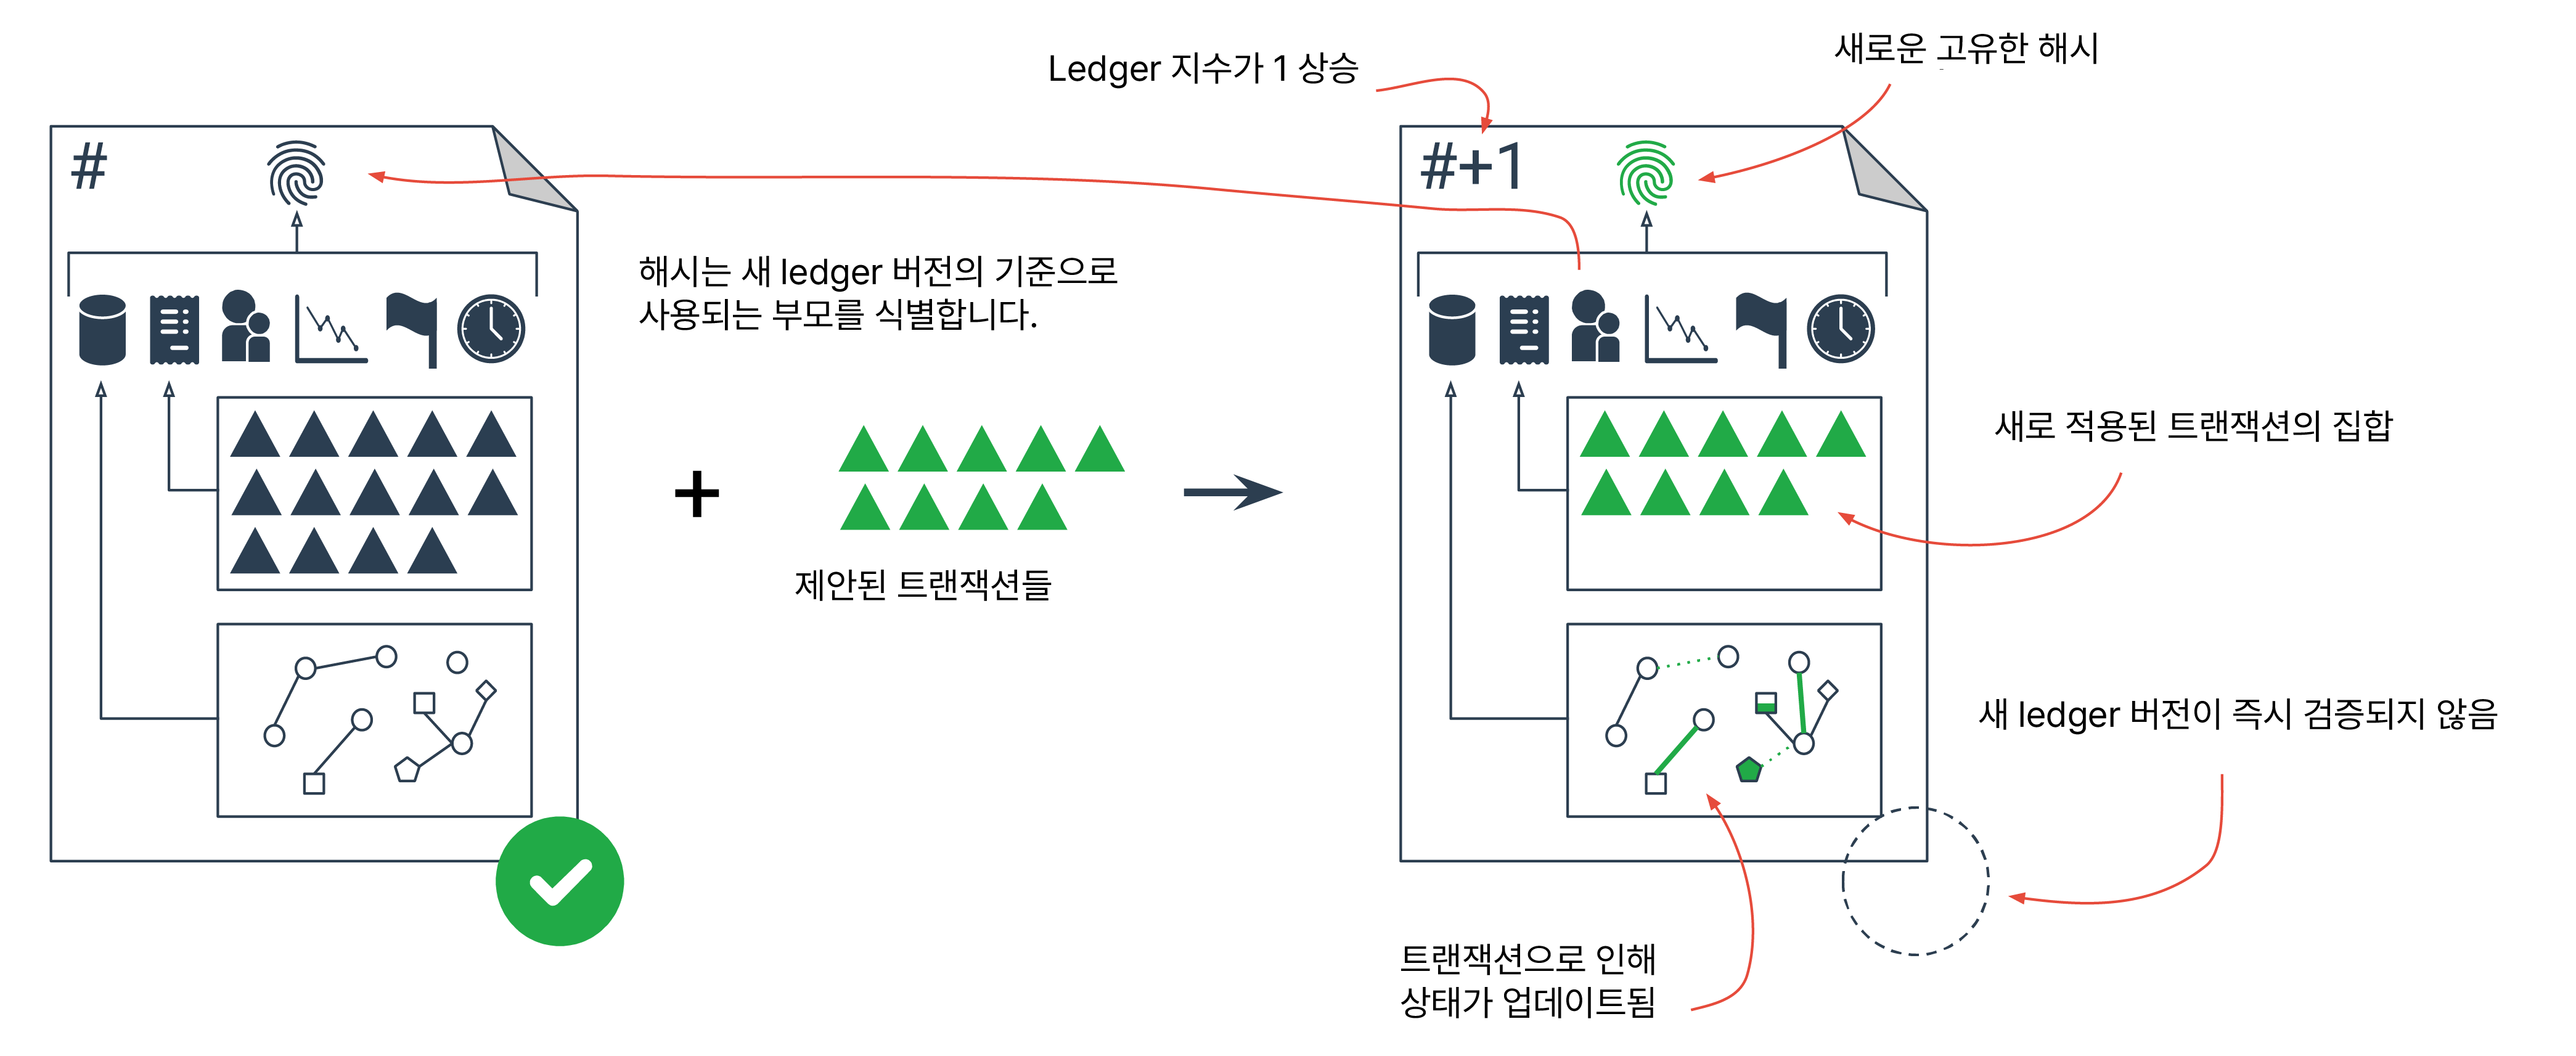 Ledger 지수가 1 상승
새로운 고유한 해시
#
#+1
해시는 새 ledger 버전의 기준으로
사용되는 부모를 식별합니다.
+
제안된 트랜잭션들
새로 적용된 트랜잭션의 집합
새 ledger 버전이 즉시 검증되지 않음
트랜잭션으로 인해
상태가 업데이트됨